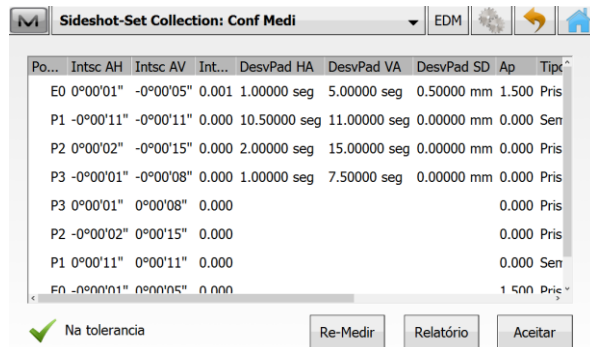 Sideshot-Set Collection: Conf Medi EDM
Po... Intsc AH Intsc AV Int... DesvPad HA DesvPad VA DesvPad SD Ap Tipo
E0 0°00'01" -0°00'05" 0.001 1.00000 seg 5.00000 seg 0.50000 mm 1.500 Pris
P1 -0°00'11" -0°00'11" 0.000 10.50000 seg 11.00000 seg 0.00000 mm 0.000 Sem
P2 0°00'02" -0°00'15" 0.000 2.00000 seg 15.00000 seg 0.00000 mm 0.000 Pris
P3 -0°00'01" -0°00'08" 0.000 1.00000 seg 7.50000 seg 0.00000 mm 0.000 Pris
P3 0°00'01" 0°00'08" 0.000 0.000 Pris
P2 -0°00'02" 0°00'15" 0.000 0.000 Pris
P1 0°00'11" 0°00'11" 0.000 0.000 Sem
E0 -0°00'01" 0°00'05" 0.000 1.500 Pris
Na tolerancia Re-Medir Relatório Aceitar